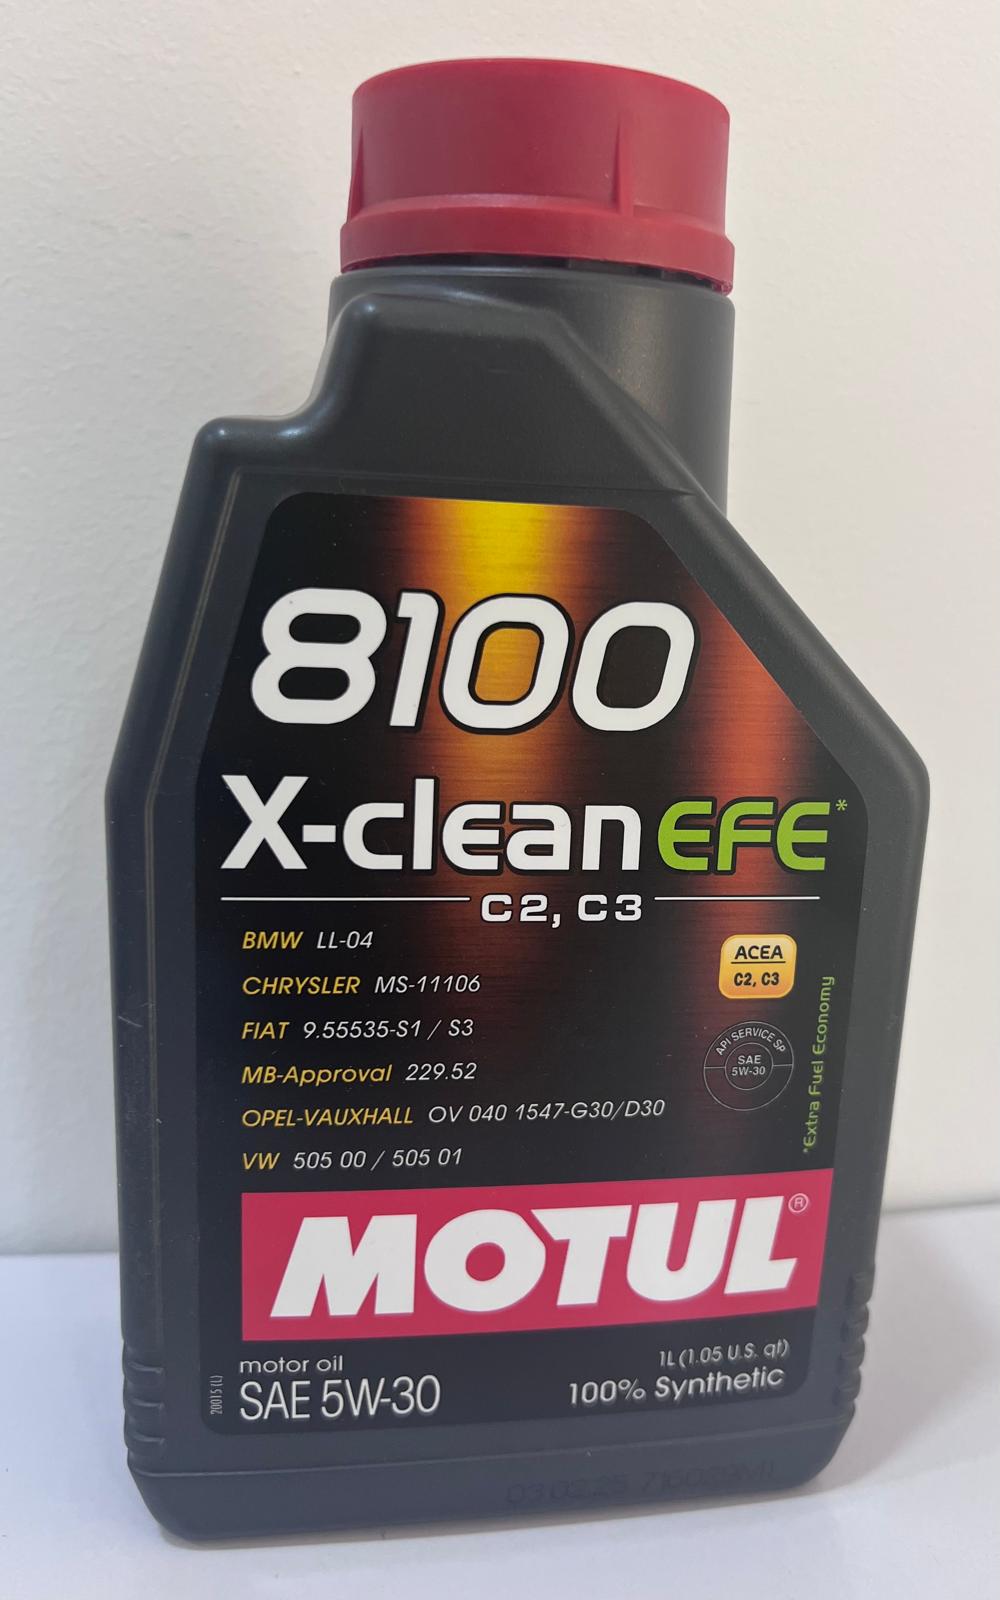 8100
X-clean EFE*
C2, C3
BMW LL-04
CHRYSLER MS-11106
FIAT 9.55535-S1 / S3
MB-Approval 229.52
OPEL-VAUXHALL OV 040 1547-G30/D30
VW 505 00 / 505 01
ACEA
C2, C3
API SERVICE SP
SAE
5W-30
*Extra Fuel Economy
MOTUL®
motor oil
SAE 5W-30
1L (1.05 U.S. qt)
100% Synthetic
20015 (L)